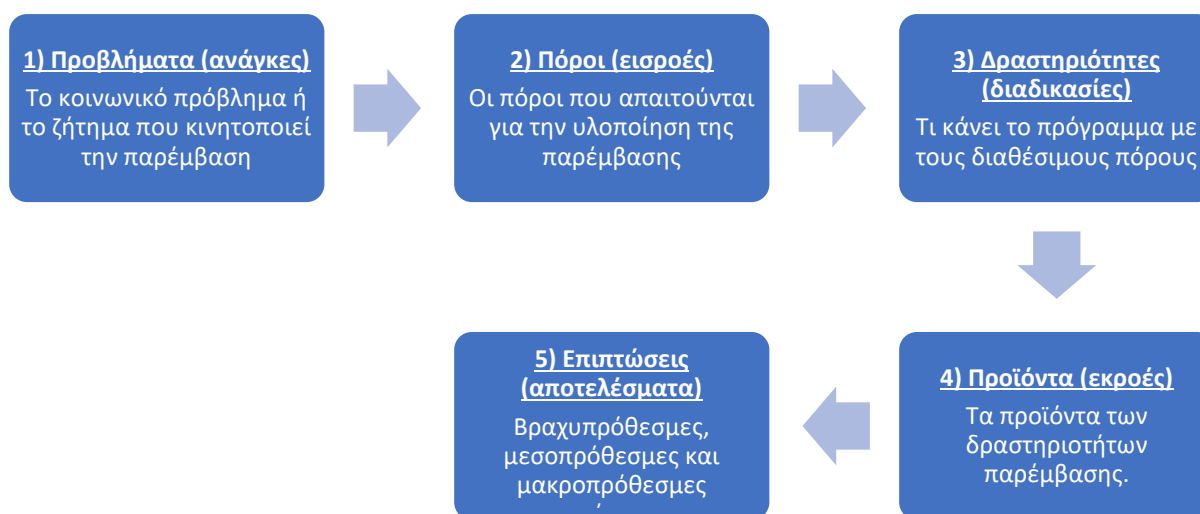 1) Προβλήματα (ανάγκες)
Το κοινωνικό πρόβλημα ή
το ζήτημα που κινητοποιεί
την παρέμβαση
2) Πόροι (εισροές)
Οι πόροι που απαιτούνται
για την υλοποίηση της
παρέμβασης
3) Δραστηριότητες
(διαδικασίες)
Τι κάνει το πρόγραμμα με
τους διαθέσιμους πόρους
4) Προϊόντα (εκροές)
Τα προϊόντα των
δραστηριοτήτων
παρέμβασης.
5) Επιπτώσεις
(αποτελέσματα)
Βραχυπρόθεσμες,
μεσοπρόθεσμες και
μακροπρόθεσμες